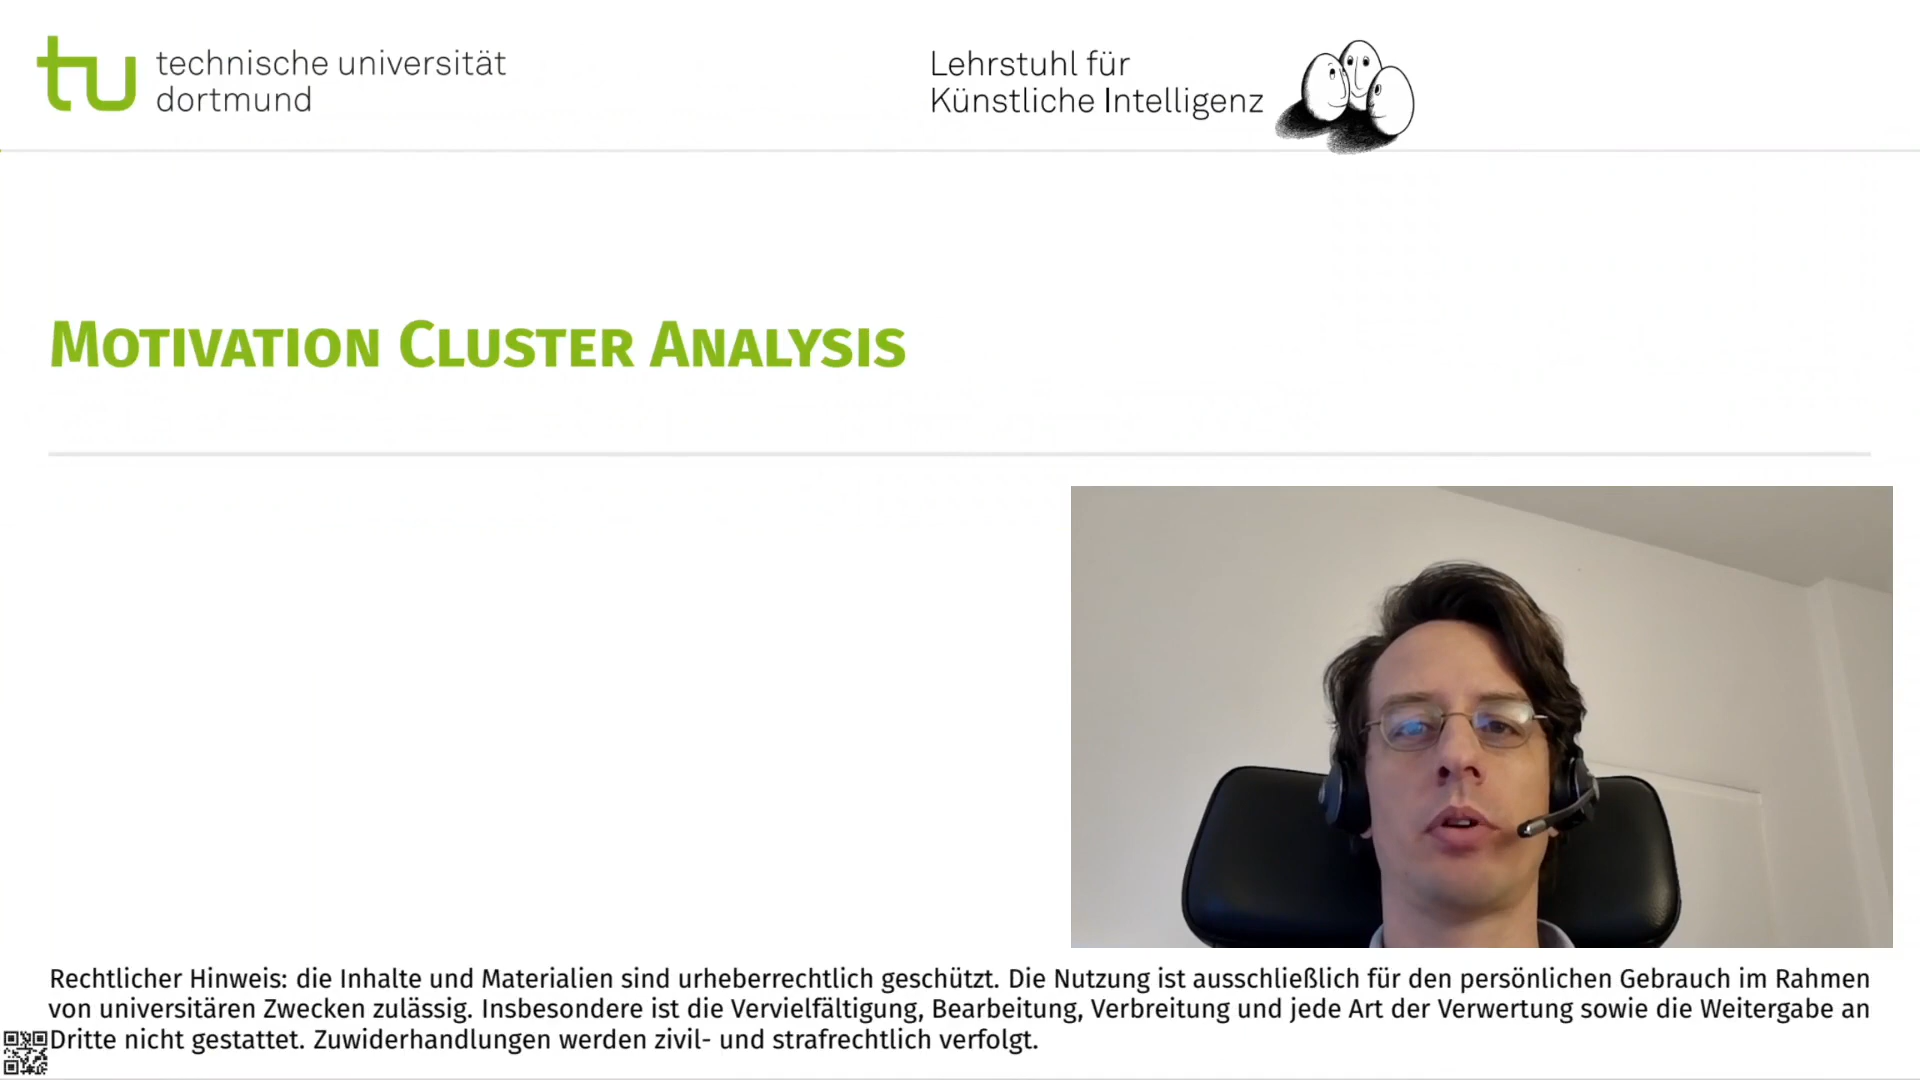 tu technische universität
dortmund
Lehrstuhl für
Künstliche Intelligenz
Motivation Cluster Analysis
Rechtlicher Hinweis: die Inhalte und Materialien sind urheberrechtlich geschützt. Die Nutzung ist ausschließlich für den persönlichen Gebrauch im Rahmen
von universitären Zwecken zulässig. Insbesondere ist die Vervielfältigung, Bearbeitung, Verbreitung und jede Art der Verwertung sowie die Weitergabe an
Dritte nicht gestattet. Zuwiderhandlungen werden zivil- und strafrechtlich verfolgt.